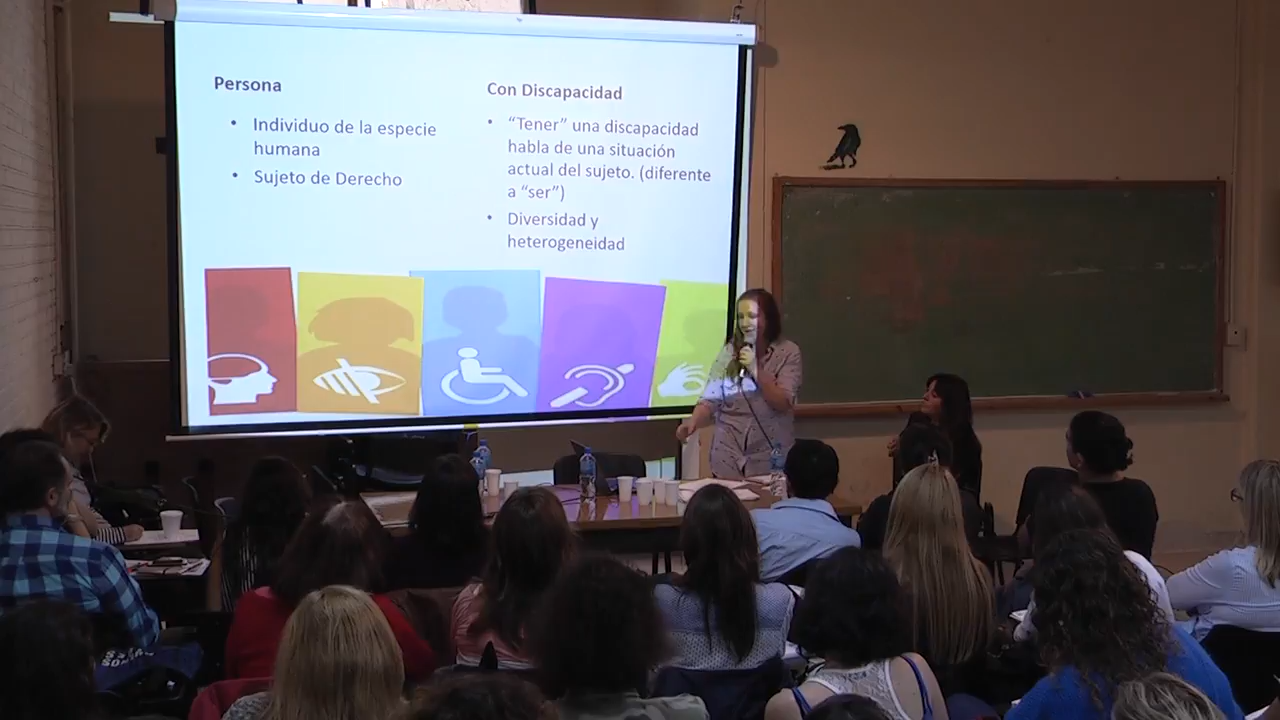 Persona
• Individuo de la especie
humana
• Sujeto de Derecho
Con Discapacidad
• “Tener” una discapacidad
habla de una situación
actual del sujeto. (diferente
a “ser”)
• Diversidad y
heterogeneidad